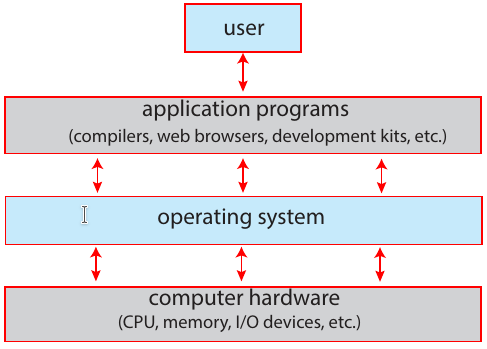 user
application programs
(compilers, web browsers, development kits, etc.)
operating system
computer hardware
(CPU, memory, I/O devices, etc.)